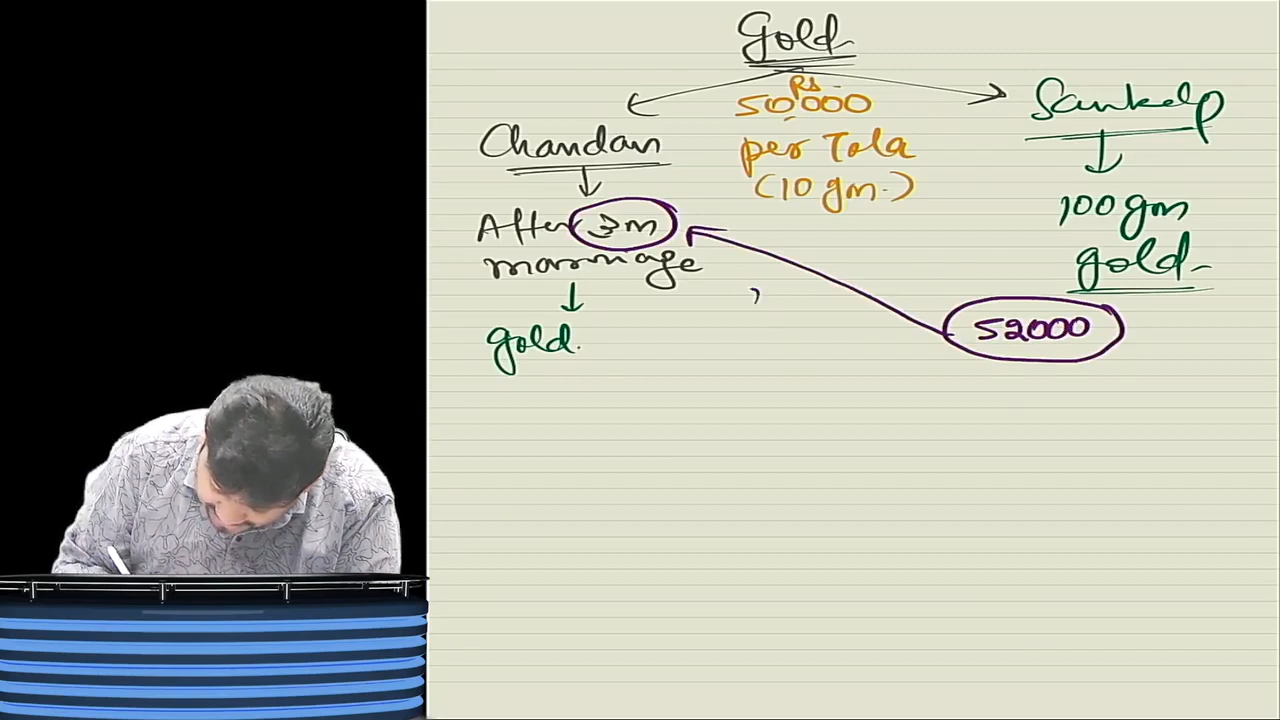 Gold
Rs.
50,000
per Tola
(10 gm.)
Chandan
After 3m
marriage
gold.
Sankalp
100 gm
gold
52000